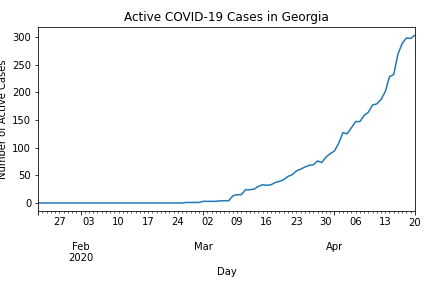 Active COVID-19 Cases in Georgia
Number of Active Cases
300
250
200
150
100
50
0
27 03 10 17 24 02 09 16 23 30 06 13 20
Feb Mar Apr
2020
Day